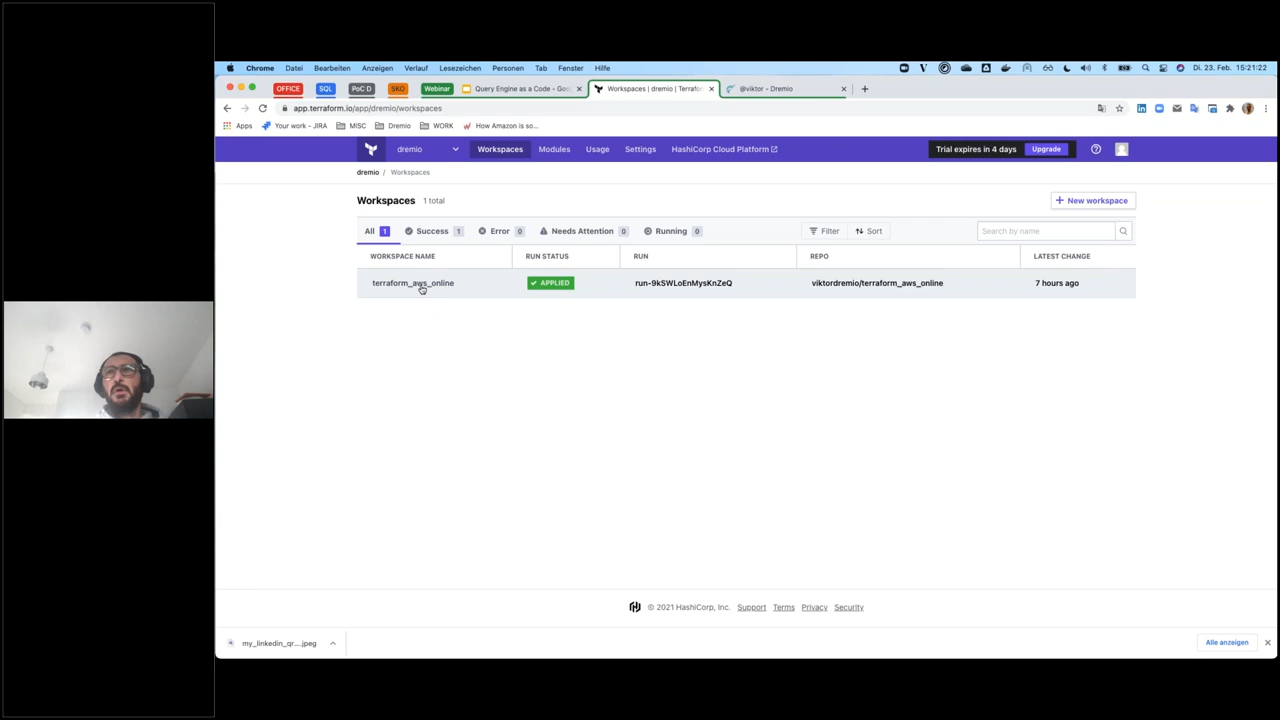 Chrome Datei Bearbeiten Anzeigen Verlauf Lesezeichen Personen Tab Fenster Hilfe Di. 23. Feb. 15:21:22
OFFICE SQL PoC D SKO Webinar Query Engine as a Code - Goo Workspaces | dremio | Terrafor @viktor - Dremio
app.terraform.io/app/dremio/workspaces
Apps Your work - JIRA MISC Dremio WORK How Amazon is so...
dremio Workspaces Modules Usage Settings HashiCorp Cloud Platform Trial expires in 4 days Upgrade
dremio / Workspaces
Workspaces 1 total + New workspace
All 1 Success 1 Error 0 Needs Attention 0 Running 0 Filter Sort Search by name
WORKSPACE NAME RUN STATUS RUN REPO LATEST CHANGE
terraform_aws_online APPLIED run-9kSWLoEnMysKnZeQ viktordremio/terraform_aws_online 7 hours ago
© 2021 HashiCorp, Inc. Support Terms Privacy Security
my_linkedin_qr....jpeg Alle anzeigen